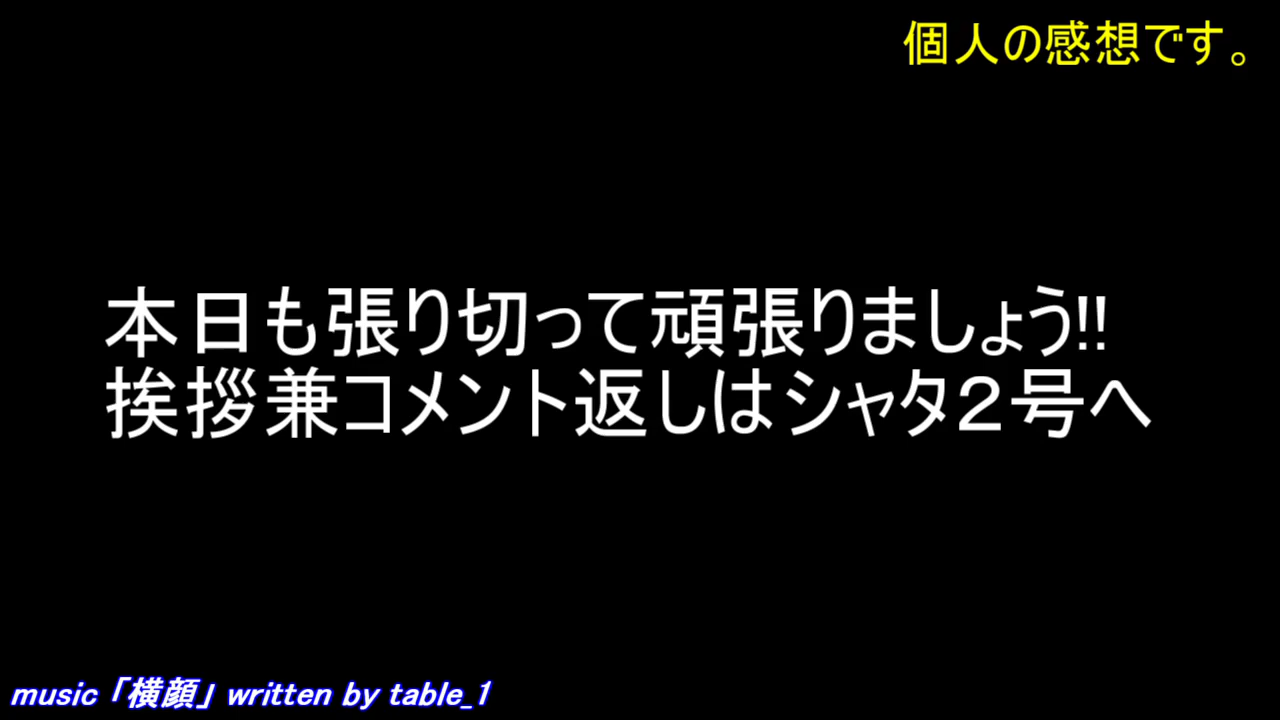 個人の感想です。
本日も張り切って頑張りましょう!!
挨拶兼コメント返しはシャタ2号へ
music「横顔」written by table_1